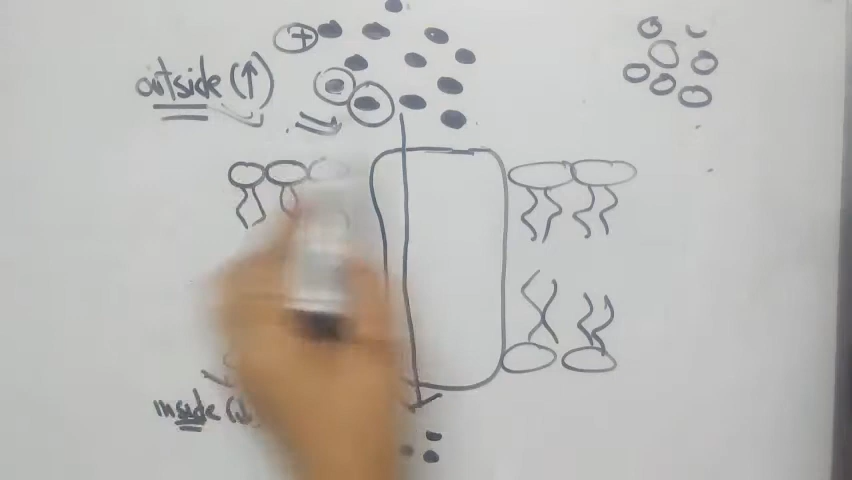 +
outside (↑)
inside (↓)